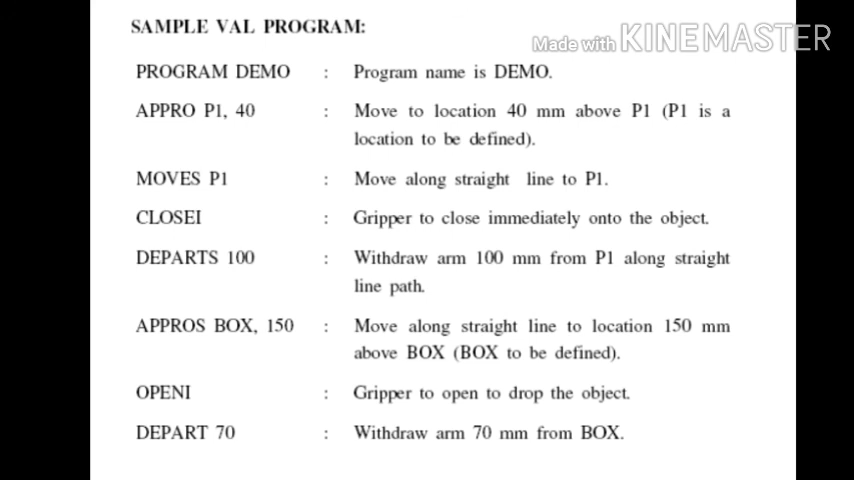 SAMPLE VAL PROGRAM:
Made with KINEMASTER
PROGRAM DEMO : Program name is DEMO.
APPRO P1, 40 : Move to location 40 mm above P1 (P1 is a
location to be defined).
MOVES P1 : Move along straight line to P1.
CLOSEI : Gripper to close immediately onto the object.
DEPARTS 100 : Withdraw arm 100 mm from P1 along straight
line path.
APPROS BOX, 150 : Move along straight line to location 150 mm
above BOX (BOX to be defined).
OPENI : Gripper to open to drop the object.
DEPART 70 : Withdraw arm 70 mm from BOX.